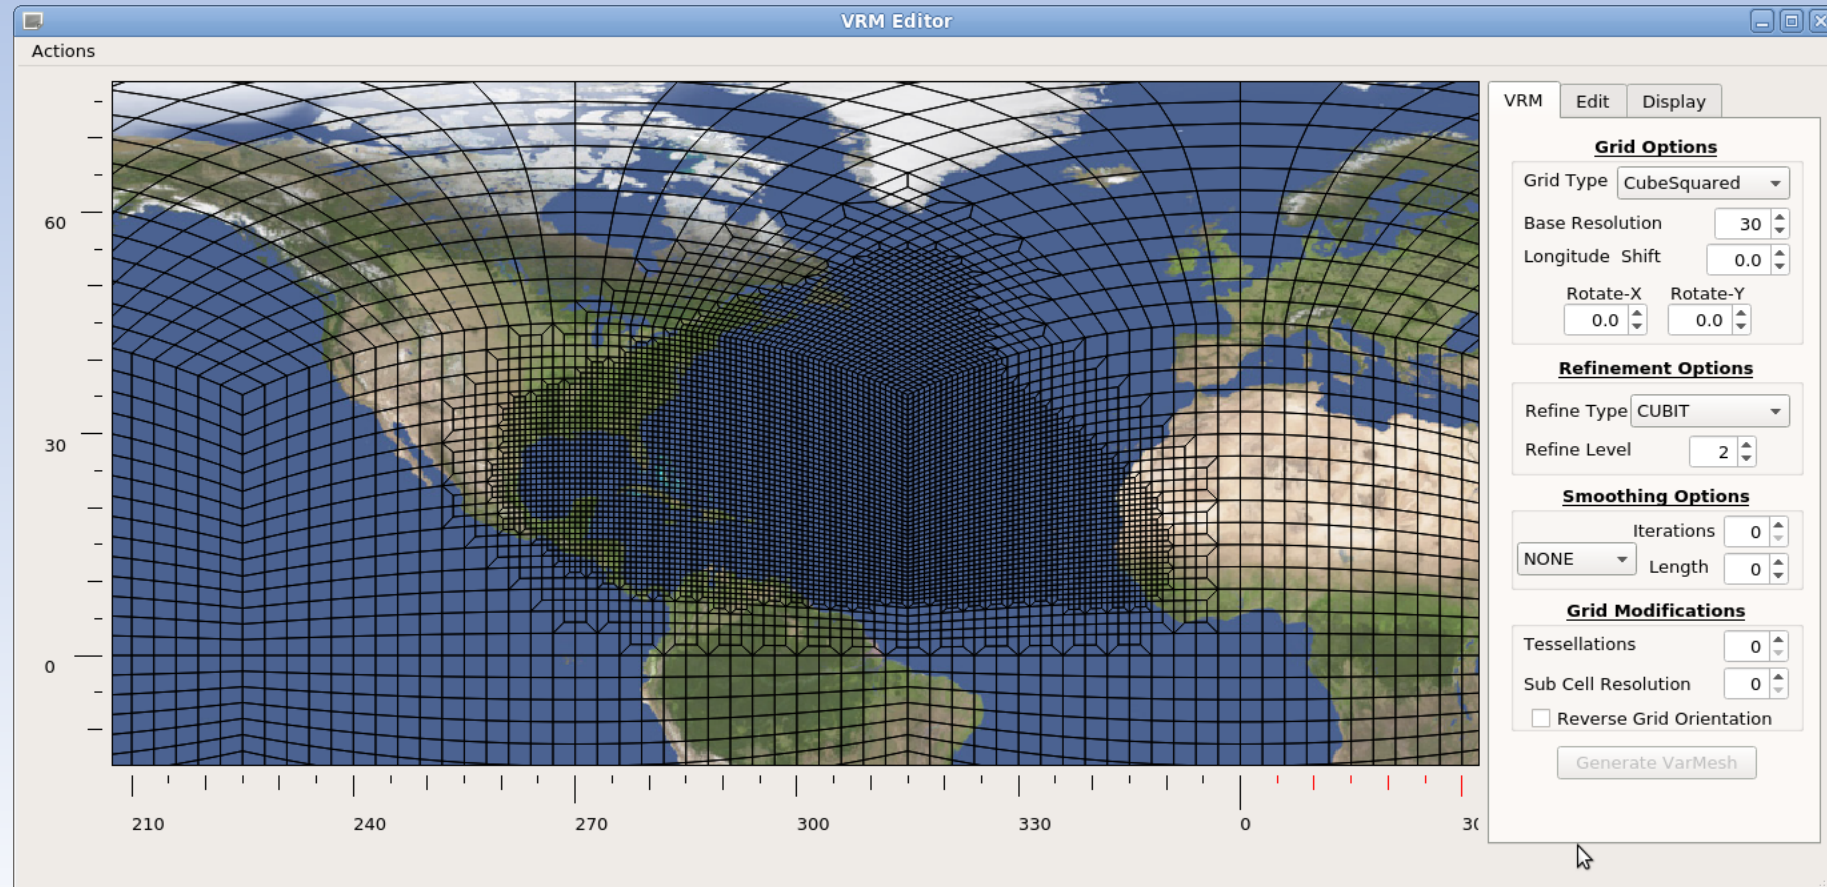 VRM Editor
Actions
60
30
0
210 240 270 300 330 0 30
VRM Edit Display
Grid Options
Grid Type CubeSquared
Base Resolution 30
Longitude Shift 0.0
Rotate-X Rotate-Y
0.0 0.0
Refinement Options
Refine Type CUBIT
Refine Level 2
Smoothing Options
Iterations 0
NONE Length 0
Grid Modifications
Tessellations 0
Sub Cell Resolution 0
Reverse Grid Orientation
Generate VarMesh